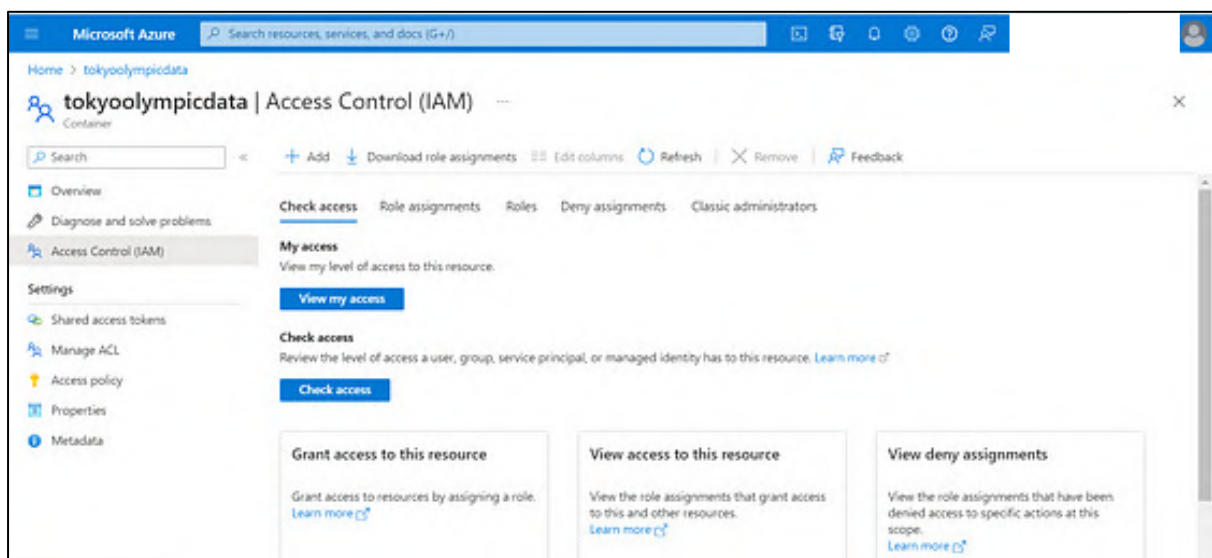 Microsoft Azure
Search resources, services, and docs (G+/)
Home > tokyoolympicdata
tokyoolympicdata | Access Control (IAM) ...
Container
Search
«
Add
Download role assignments
Edit columns
Refresh
Remove
Feedback
Overview
Diagnose and solve problems
Access Control (IAM)
Settings
Shared access tokens
Manage ACL
Access policy
Properties
Metadata
Check access
Role assignments
Roles
Deny assignments
Classic administrators
My access
View my level of access to this resource.
View my access
Check access
Review the level of access a user, group, service principal, or managed identity has to this resource. Learn more
Check access
Grant access to this resource
Grant access to resources by assigning a role.
Learn more
View access to this resource
View the role assignments that grant access
to this and other resources.
Learn more
View deny assignments
View the role assignments that have been
denied access to specific actions at this
scope.
Learn more